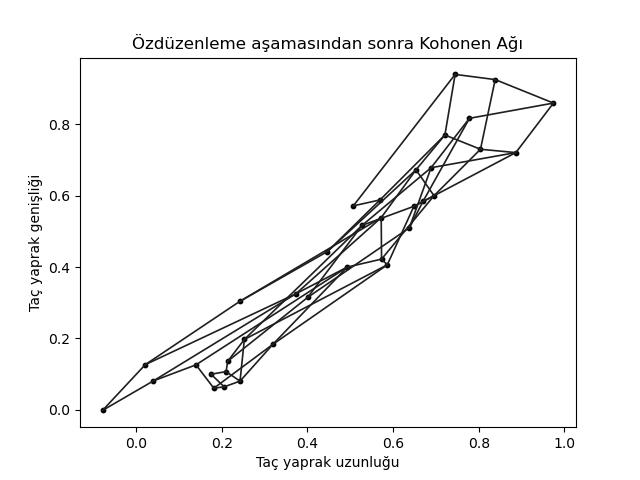 Özdüzenleme aşamasından sonra Kohonen Ağı
0.8
0.6
0.4
0.2
0.0
Taç yaprak genişliği
0.0 0.2 0.4 0.6 0.8 1.0
Taç yaprak uzunluğu